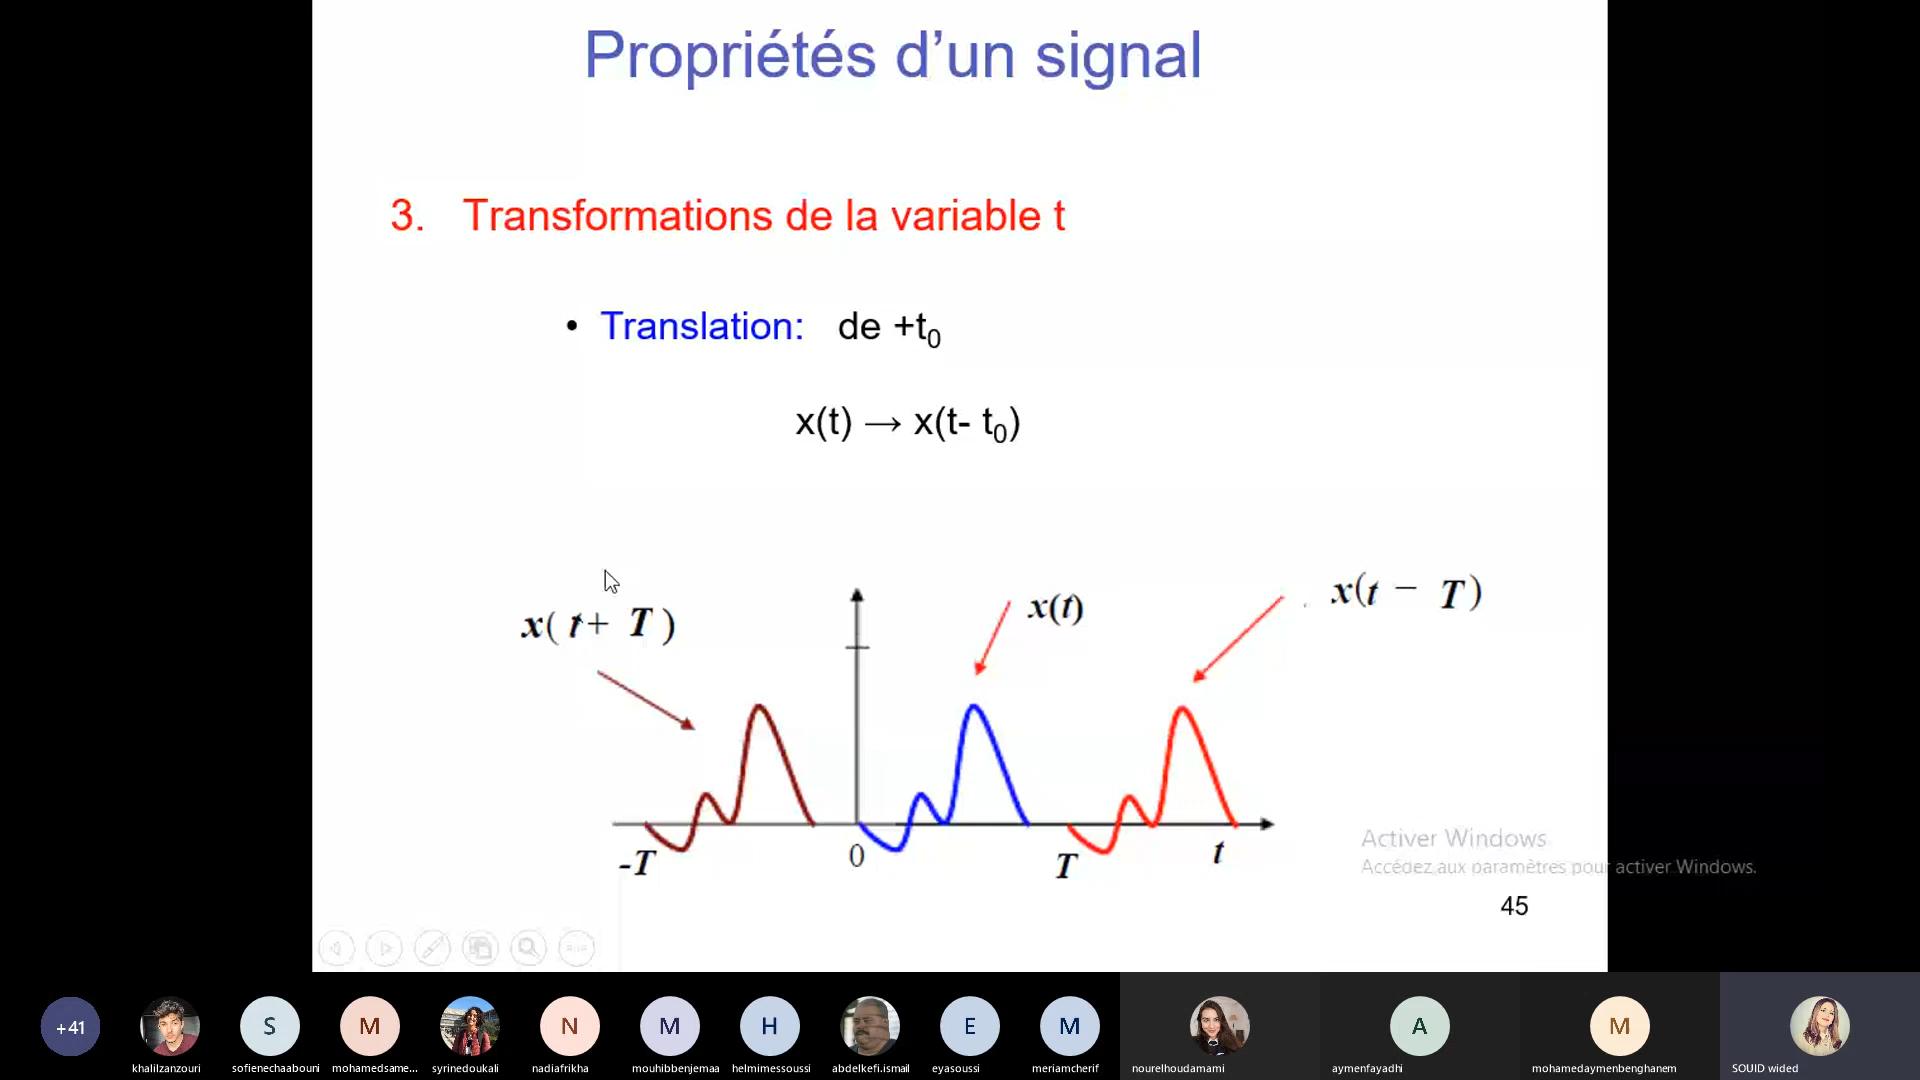 Propriétés d’un signal
3. Transformations de la variable t
• Translation: de +t₀
x(t) → x(t- t₀)
x( t+ T )
x(t)
x(t − T)
-T
0
T
t
Activer Windows
Accédez aux paramètres pour activer Windows.
45
+41
S
M
N
M
H
E
M
A
M
khalilzanzouri
sofienechaabouni
mohamedsame...
syrinedoukali
nadiafrikha
mouhibbenjemaa
helmimessoussi
abdelkefi.ismail
eyasoussi
meriamcherif
nourelhoudamami
aymenfayadhi
mohamedaymenbenghanem
SOUID wided